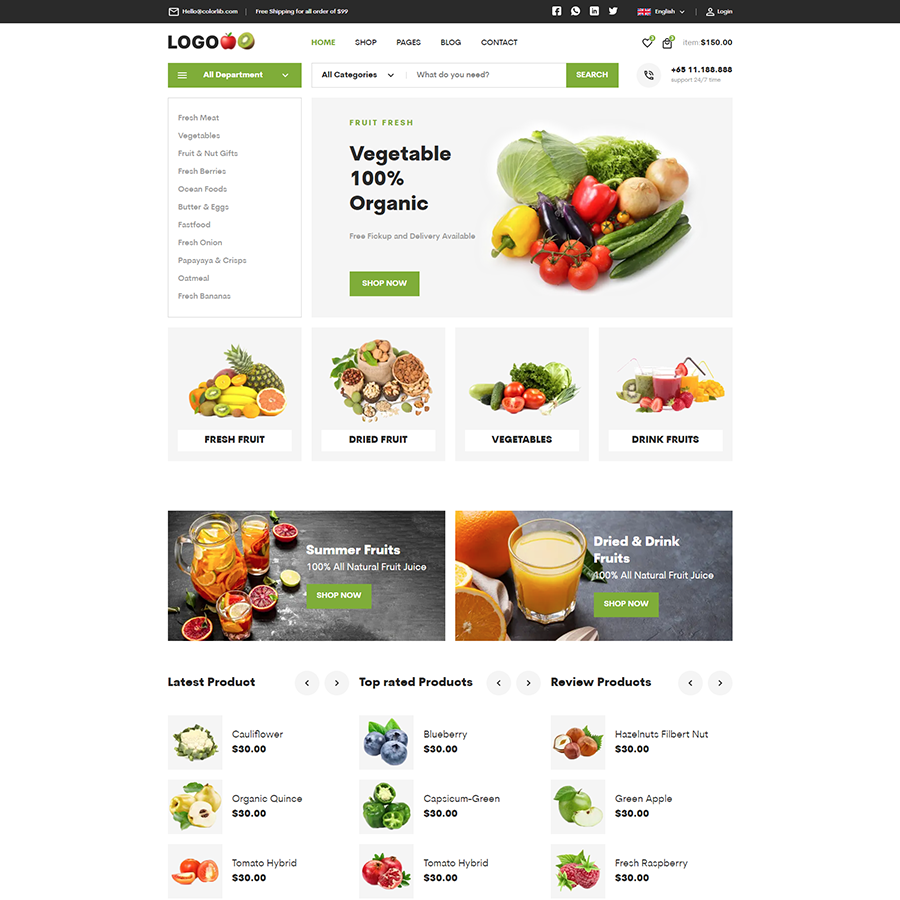 Hello@colorlib.com
Free Shipping for all order of $99
English
Login
LOGO
HOME SHOP PAGES BLOG CONTACT
item:$150.00
All Department
All Categories
What do you need?
SEARCH
+65 11.188.888
support 24/7 time
Fresh Meat
Vegetables
Fruit & Nut Gifts
Fresh Berries
Ocean Foods
Butter & Eggs
Fastfood
Fresh Onion
Papayaya & Crisps
Oatmeal
Fresh Bananas
FRUIT FRESH
Vegetable
100%
Organic
Free Fickup and Delivery Available
SHOP NOW
FRESH FRUIT
DRIED FRUIT
VEGETABLES
DRINK FRUITS
Summer Fruits
100% All Natural Fruit Juice
SHOP NOW
Dried & Drink
Fruits
100% All Natural Fruit Juice
SHOP NOW
Latest Product
Cauliflower
$30.00
Organic Quince
$30.00
Tomato Hybrid
$30.00
Top rated Products
Blueberry
$30.00
Capsicum-Green
$30.00
Tomato Hybrid
$30.00
Review Products
Hazelnuts Filbert Nut
$30.00
Green Apple
$30.00
Fresh Raspberry
$30.00